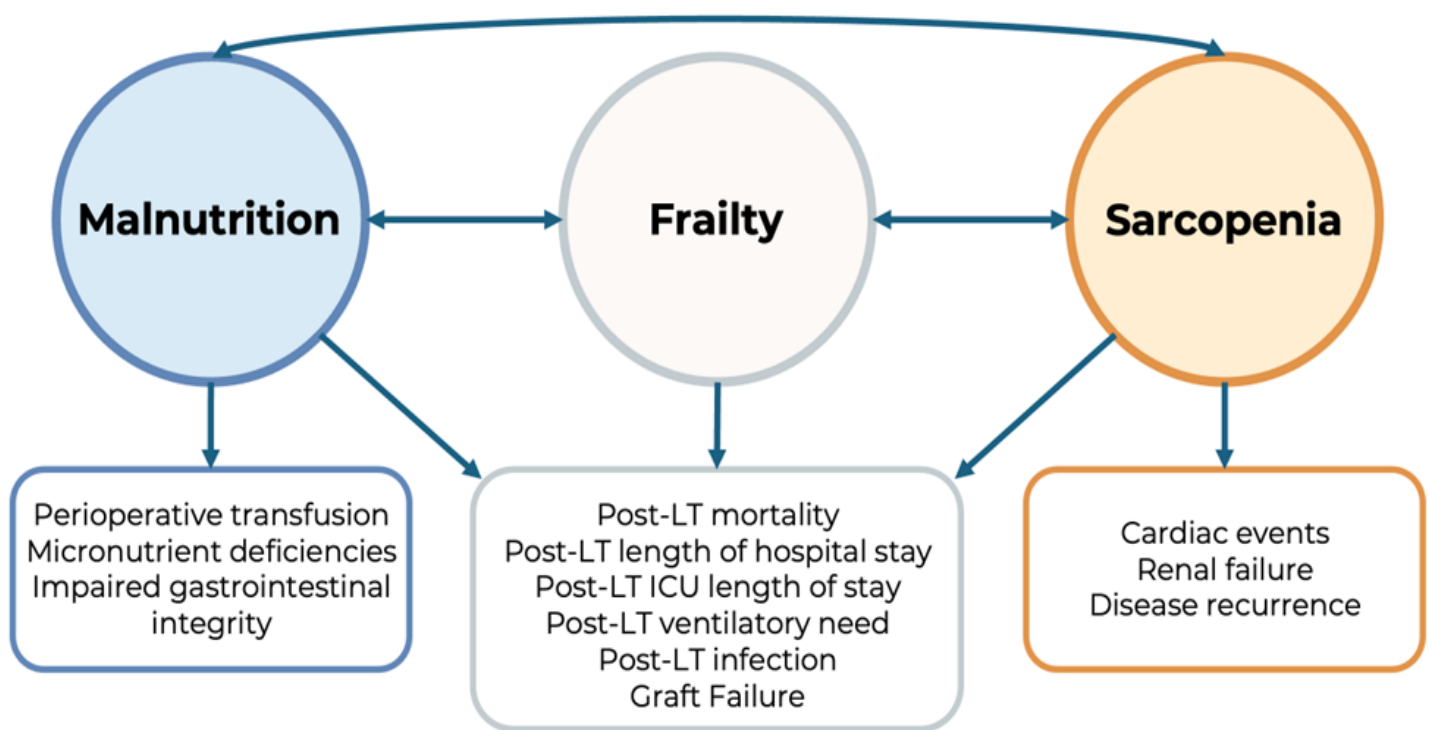 Malnutrition
Frailty
Sarcopenia
Perioperative transfusion
Micronutrient deficiencies
Impaired gastrointestinal
integrity
Post-LT mortality
Post-LT length of hospital stay
Post-LT ICU length of stay
Post-LT ventilatory need
Post-LT infection
Graft Failure
Cardiac events
Renal failure
Disease recurrence